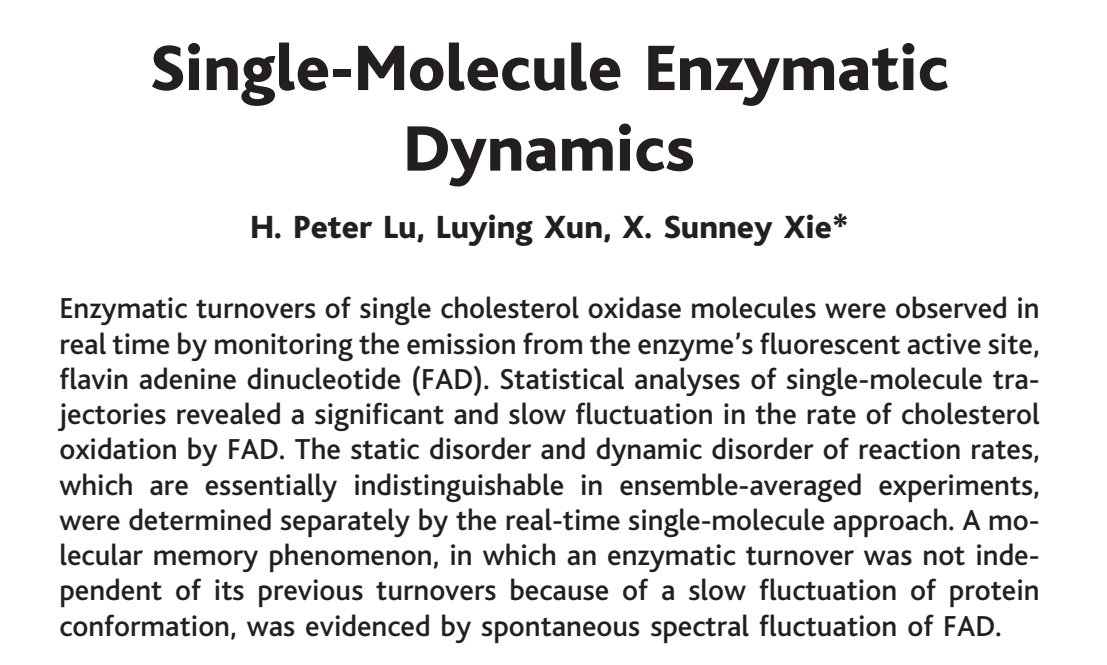 Single-Molecule Enzymatic
Dynamics
H. Peter Lu, Luying Xun, X. Sunney Xie*
Enzymatic turnovers of single cholesterol oxidase molecules were observed in
real time by monitoring the emission from the enzyme's fluorescent active site,
flavin adenine dinucleotide (FAD). Statistical analyses of single-molecule tra-
jectories revealed a significant and slow fluctuation in the rate of cholesterol
oxidation by FAD. The static disorder and dynamic disorder of reaction rates,
which are essentially indistinguishable in ensemble-averaged experiments,
were determined separately by the real-time single-molecule approach. A mo-
lecular memory phenomenon, in which an enzymatic turnover was not inde-
pendent of its previous turnovers because of a slow fluctuation of protein
conformation, was evidenced by spontaneous spectral fluctuation of FAD.